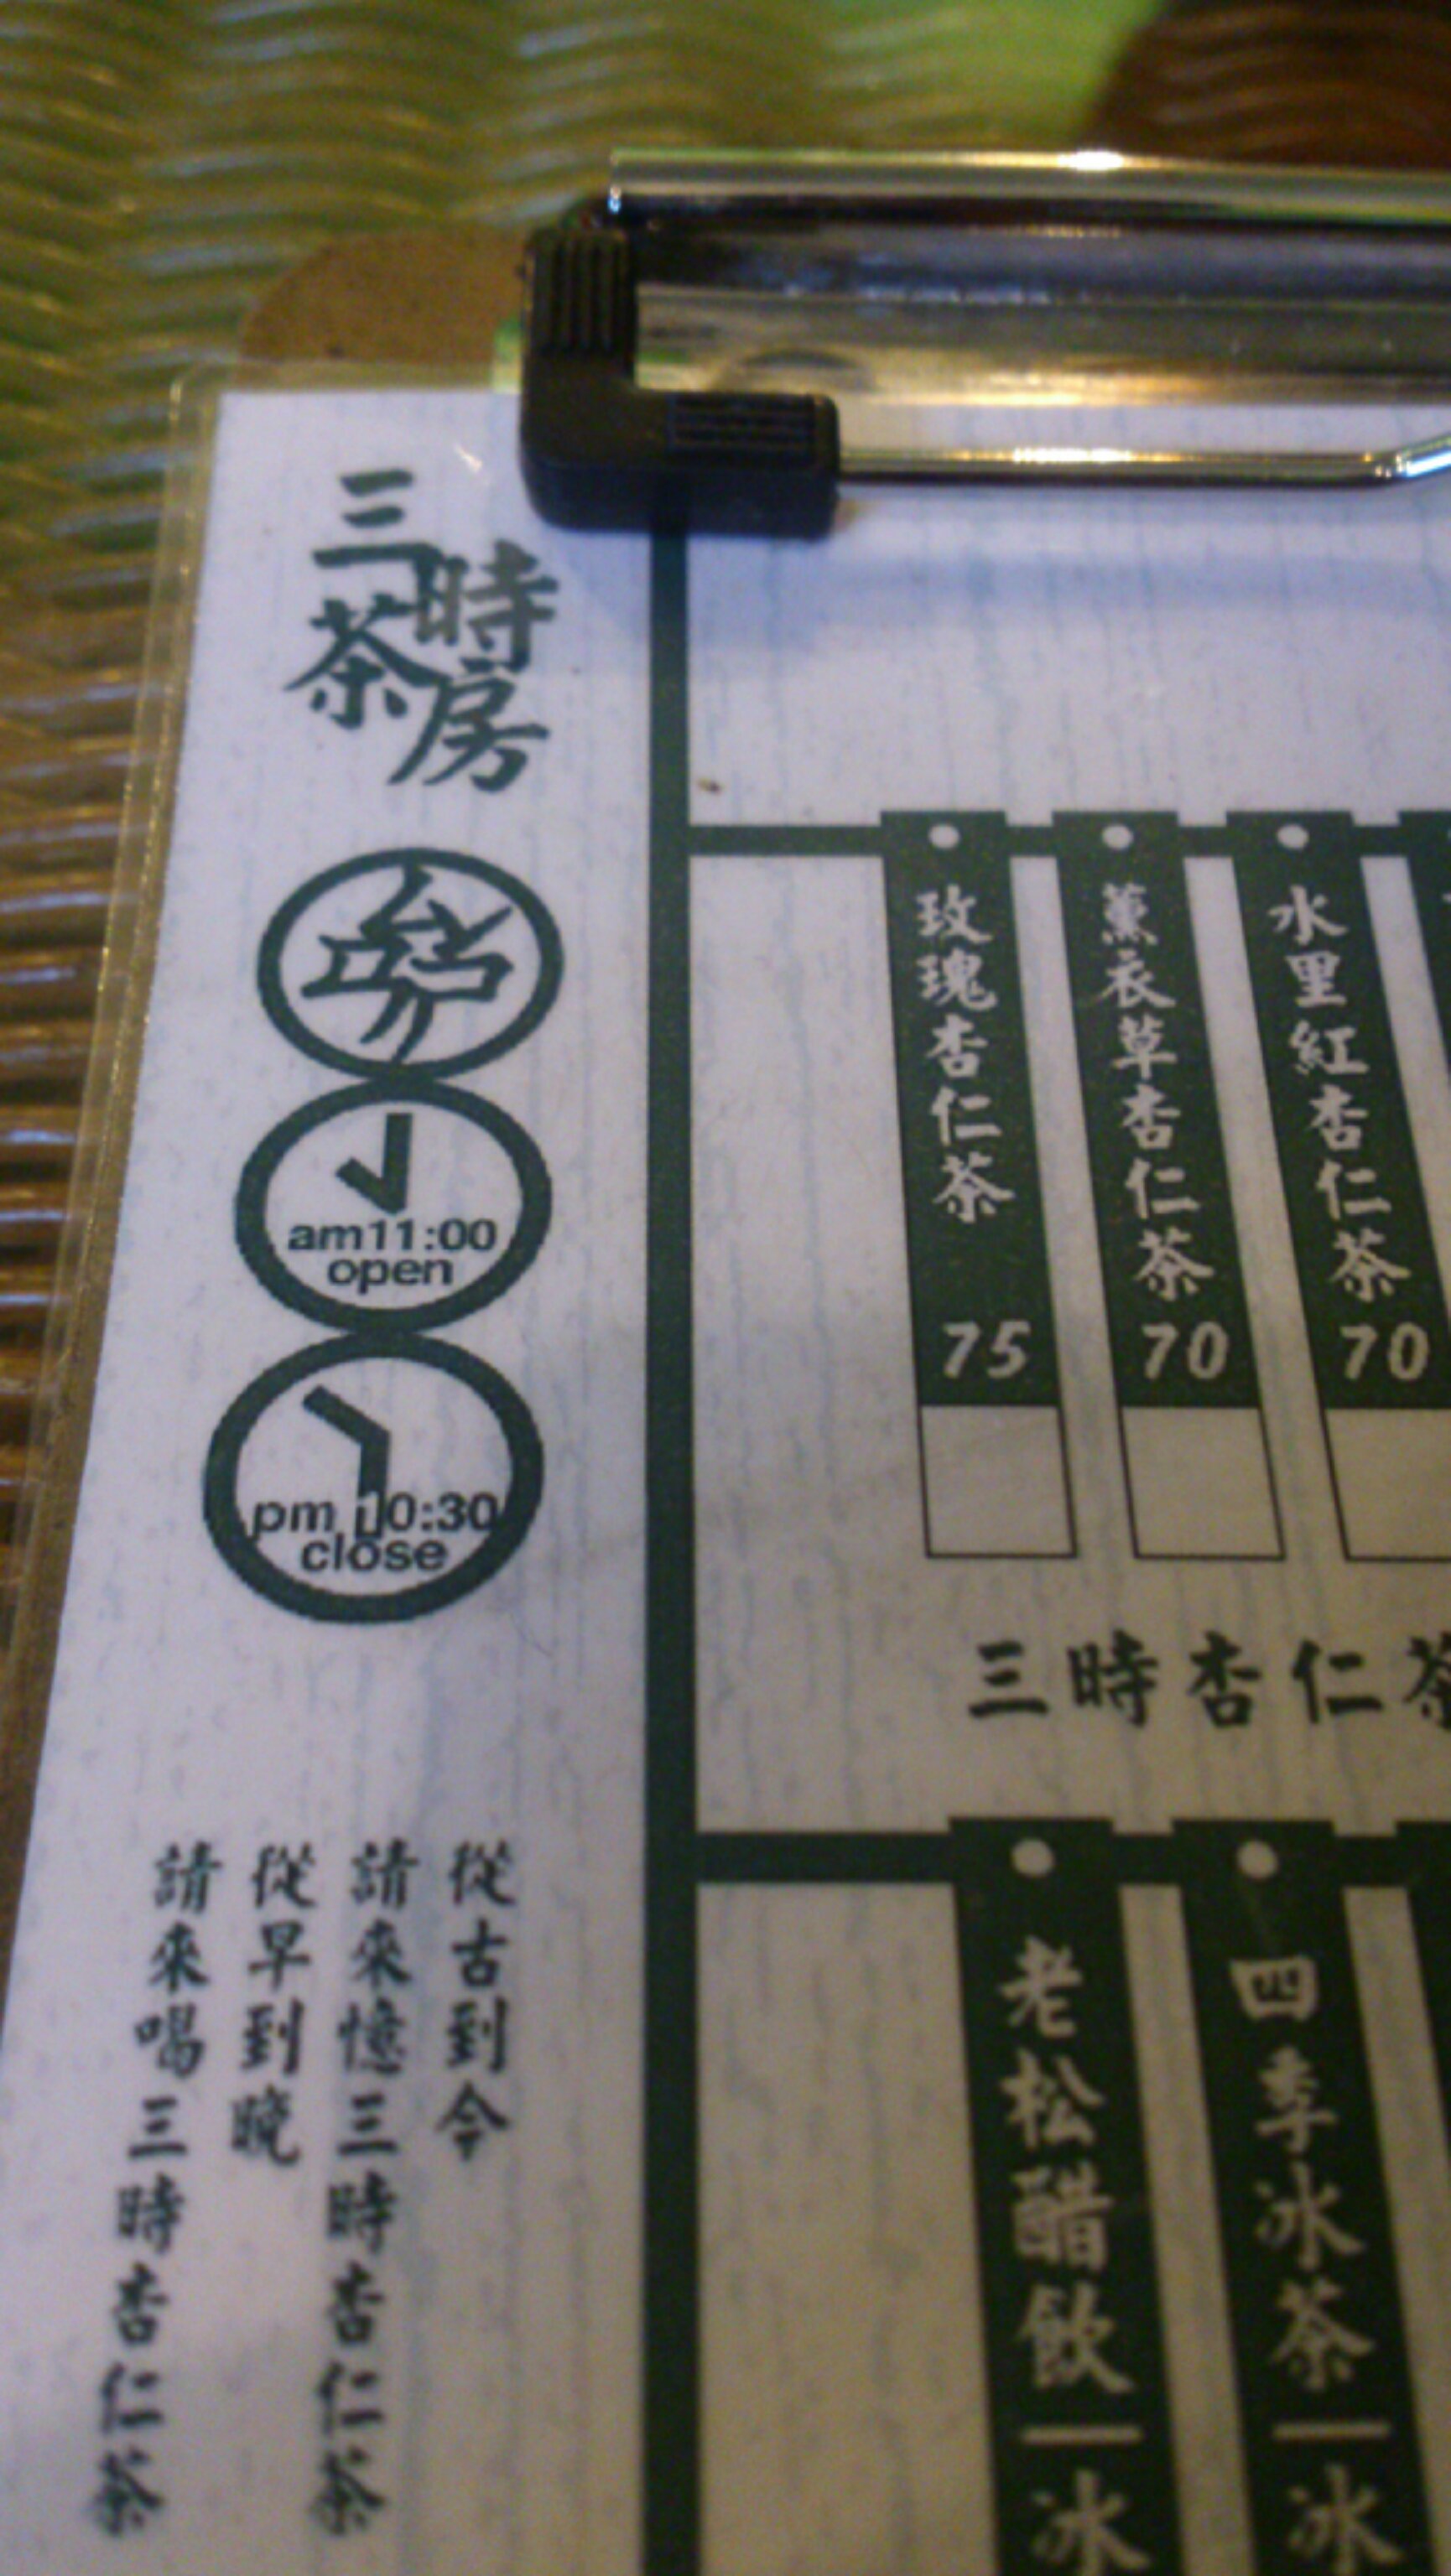 三時
茶房
am11:00
open
pm 10:30
close
從古到今
請來憶三時杏仁茶
從早到晚
請來喝三時杏仁茶
玫瑰杏仁茶 75
薰衣草杏仁茶 70
水里紅杏仁茶 70
三時杏仁茶
老松醋飲|冰
四季冰茶|冰